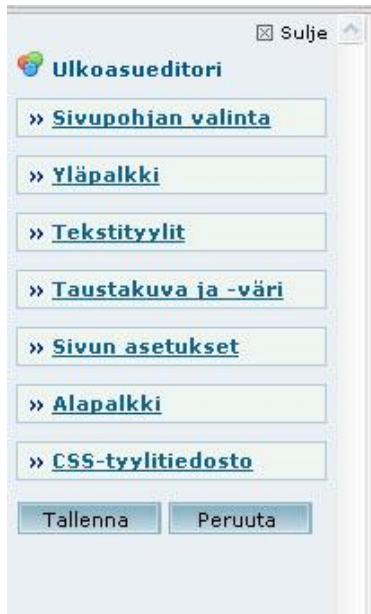 Sulje
Ulkoasueditori
» Sivupohjan valinta
» Yläpalkki
» Tekstityylit
» Taustakuva ja -väri
» Sivun asetukset
» Alapalkki
» CSS-tyylitiedosto
Tallenna Peruuta